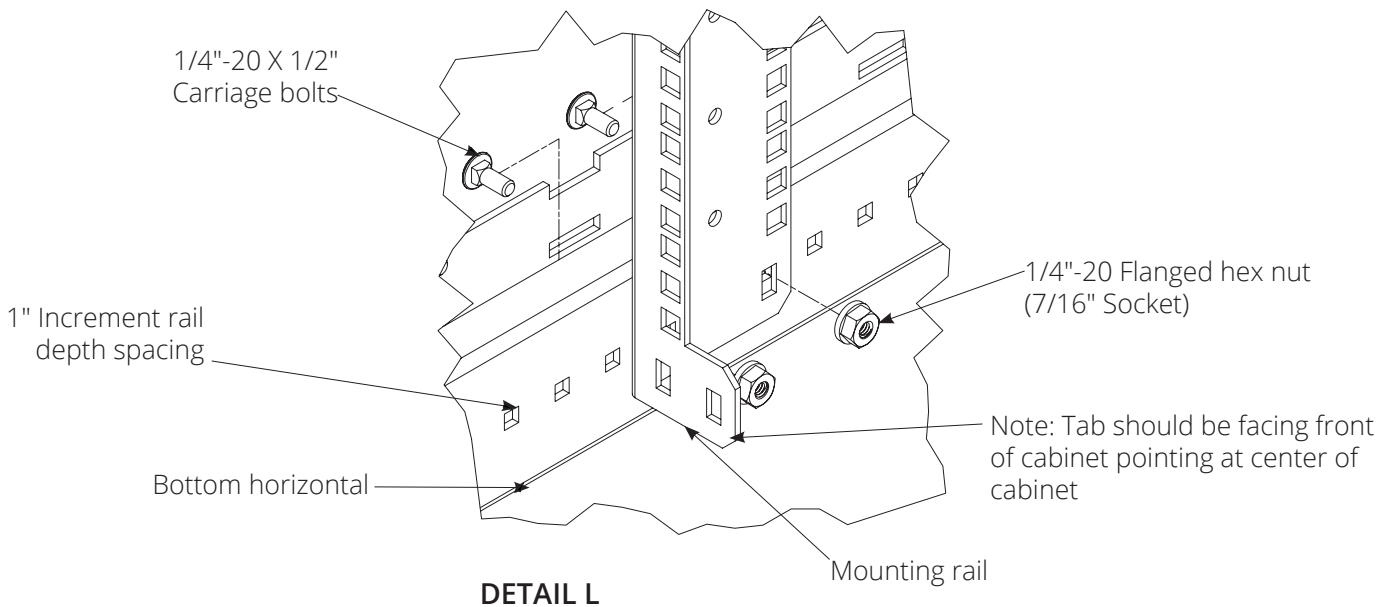 1/4"-20 X 1/2"
Carriage bolts
1/4"-20 Flanged hex nut
(7/16" Socket)
1" Increment rail
depth spacing
Note: Tab should be facing front
of cabinet pointing at center of
cabinet
Bottom horizontal
Mounting rail
DETAIL L